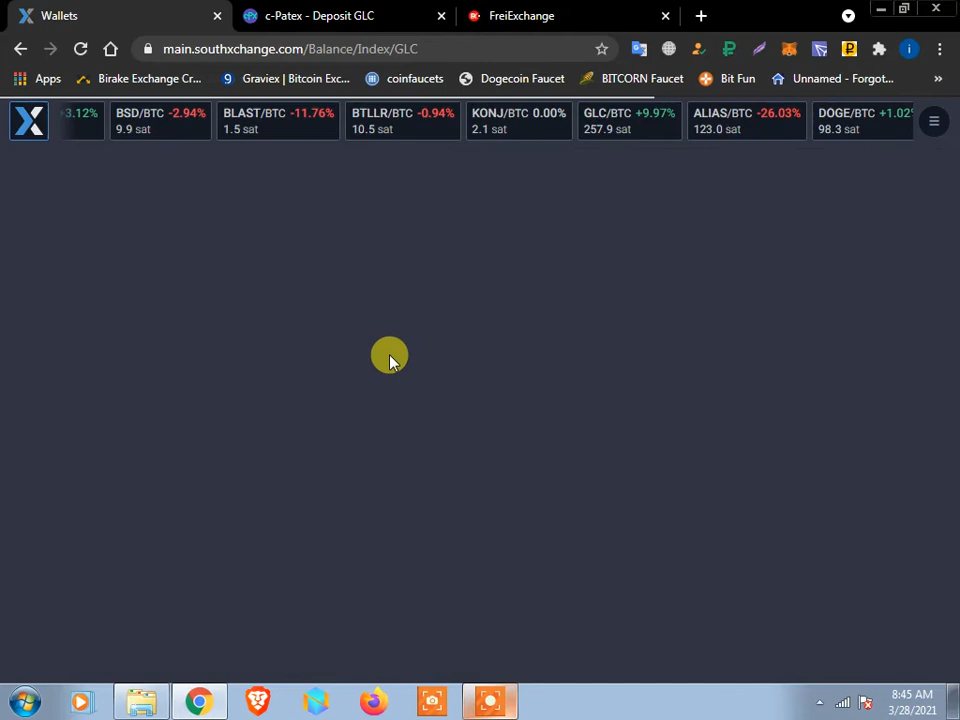 Wallets
c-Patex - Deposit GLC
FreiExchange
main.southxchange.com/Balance/Index/GLC
Apps
Birake Exchange Cr...
Graviex | Bitcoin Exc...
coinfaucets
Dogecoin Faucet
BITCORN Faucet
Bit Fun
Unnamed - Forgot...
»
3.12%
BSD/BTC -2.94%
9.9 sat
BLAST/BTC -11.76%
1.5 sat
BTLLR/BTC -0.94%
10.5 sat
KONJ/BTC 0.00%
2.1 sat
GLC/BTC +9.97%
257.9 sat
ALIAS/BTC -26.03%
123.0 sat
DOGE/BTC +1.02%
98.3 sat
8:45 AM
3/28/2021